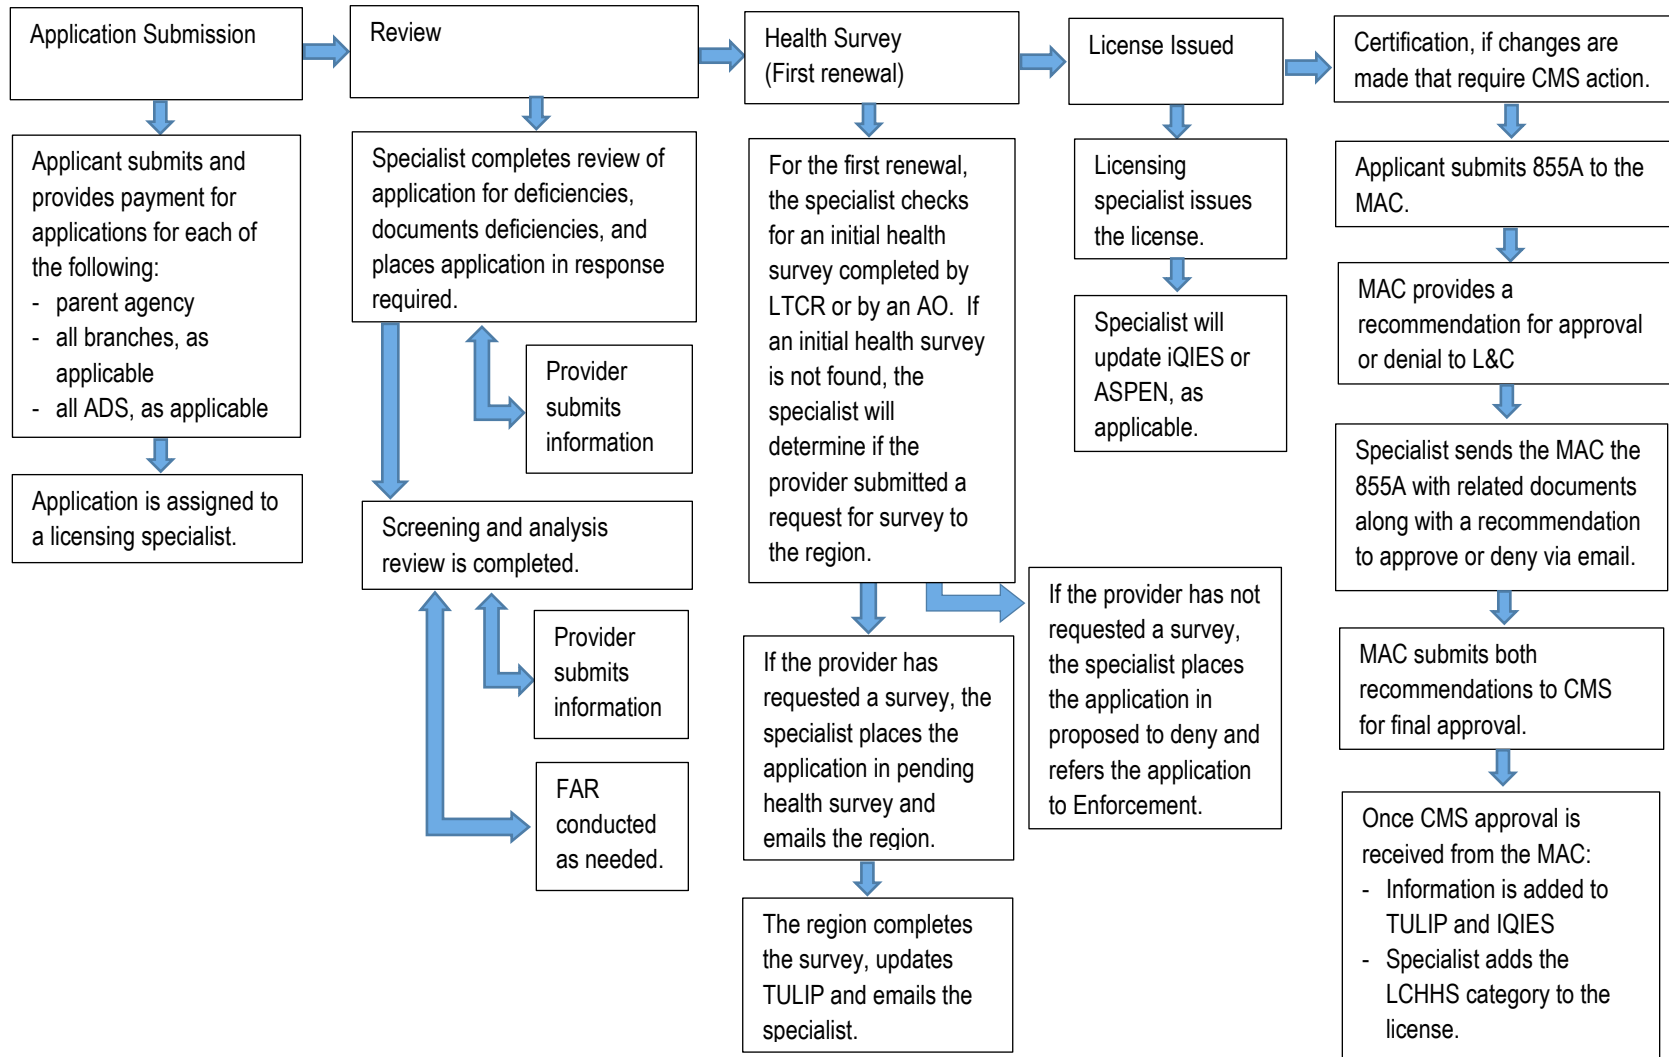 Application Submission
Review
Health Survey
(First renewal)
License Issued
Certification, if changes are
made that require CMS action.
Applicant submits and
provides payment for
applications for each of
the following:
- parent agency
- all branches, as
applicable
- all ADS, as applicable
Application is assigned to
a licensing specialist.
Specialist completes review of
application for deficiencies,
documents deficiencies, and
places application in response
required.
Provider
submits
information
Screening and analysis
review is completed.
Provider
submits
information
FAR
conducted
as needed.
For the first renewal,
the specialist checks
for an initial health
survey completed by
LTCR or by an AO.  If
an initial health survey
is not found, the
specialist will
determine if the
provider submitted a
request for survey to
the region.
If the provider has
requested a survey, the
specialist places the
application in pending
health survey and
emails the region.
The region completes
the survey, updates
TULIP and emails the
specialist.
If the provider has not
requested a survey,
the specialist places
the application in
proposed to deny and
refers the application
to Enforcement.
Licensing
specialist issues
the license.
Specialist will
update iQIES or
ASPEN, as
applicable.
Applicant submits 855A to the
MAC.
MAC provides a
recommendation for approval
or denial to L&C
Specialist sends the MAC the
855A with related documents
along with a recommendation
to approve or deny via email.
MAC submits both
recommendations to CMS
for final approval.
Once CMS approval is
received from the MAC:
- Information is added to
TULIP and IQIES
- Specialist adds the
LCHHS category to the
license.